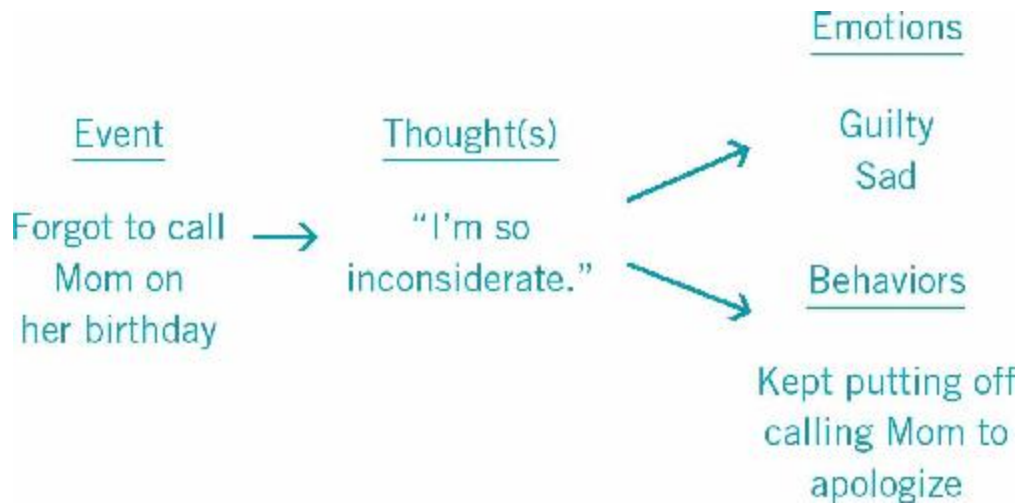 Event
Forgot to call
Mom on
her birthday
Thought(s)
“I’m so
inconsiderate.”
Emotions
Guilty
Sad
Behaviors
Kept putting off
calling Mom to
apologize